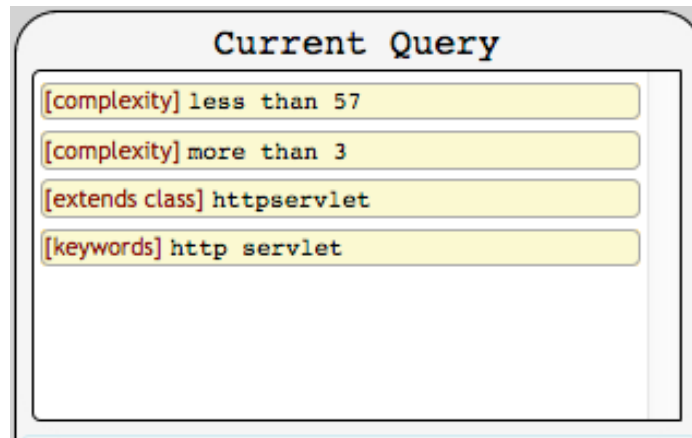 Current Query
[complexity] less than 57
[complexity] more than 3
[extends class] httpservlet
[keywords] http servlet